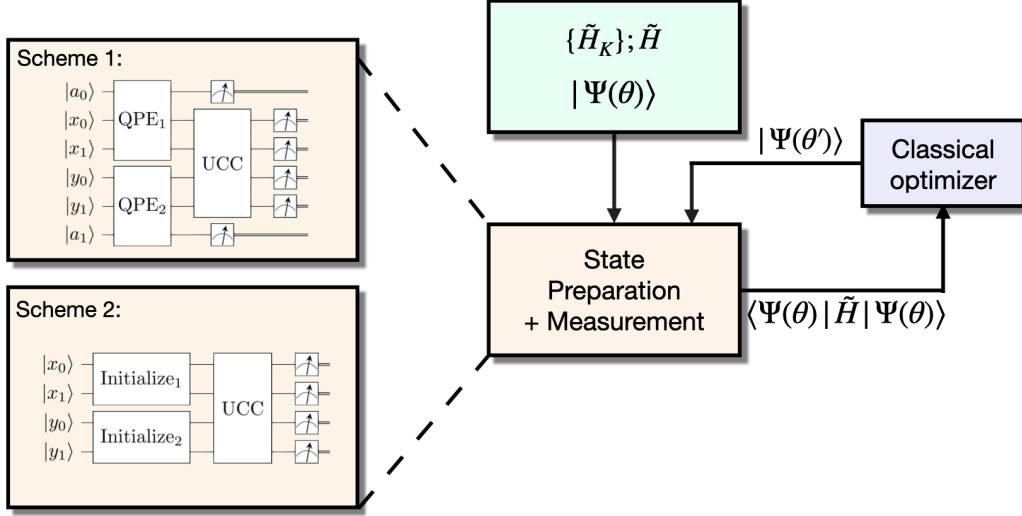 Scheme 1:
|a₀⟩
|x₀⟩
QPE₁
|x₁⟩
UCC
|y₀⟩
QPE₂
|y₁⟩
|a₁⟩
Scheme 2:
|x₀⟩
Initialize₁
|x₁⟩
UCC
|y₀⟩
Initialize₂
|y₁⟩
{H̃_K}; H̃
|Ψ(θ)⟩
State
Preparation
+ Measurement
|Ψ(θ′)⟩
Classical
optimizer
⟨Ψ(θ)|H̃|Ψ(θ)⟩